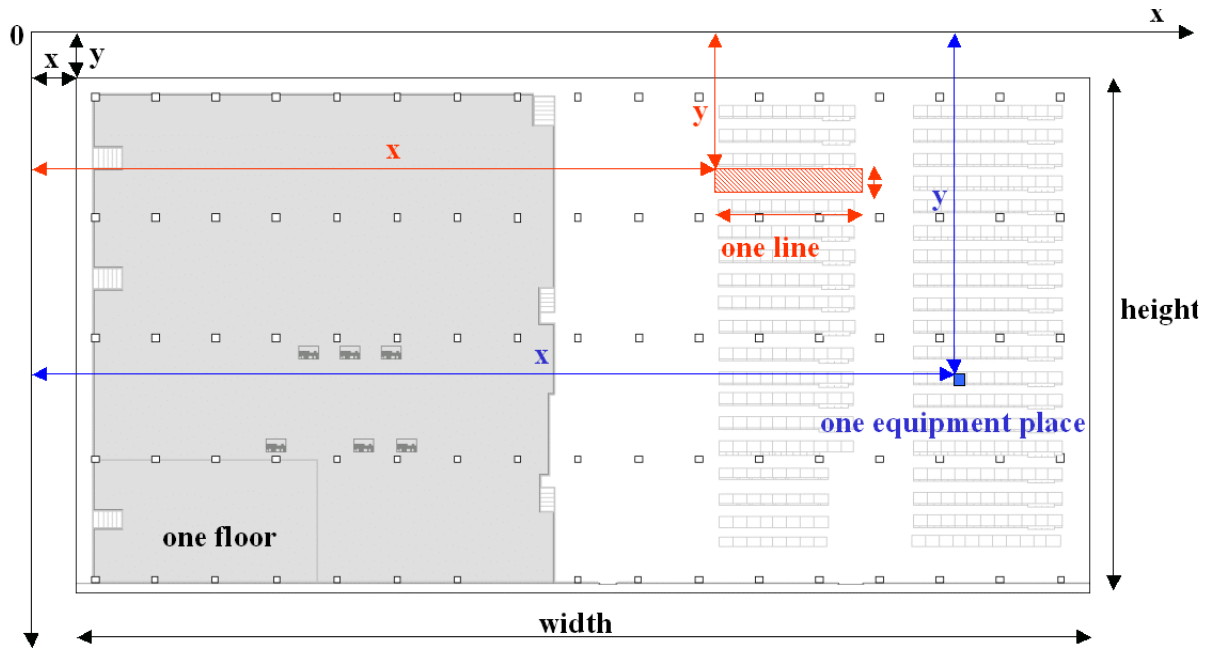 x
0
x
y
y
x
y
one line
height
x
one equipment place
one floor
width